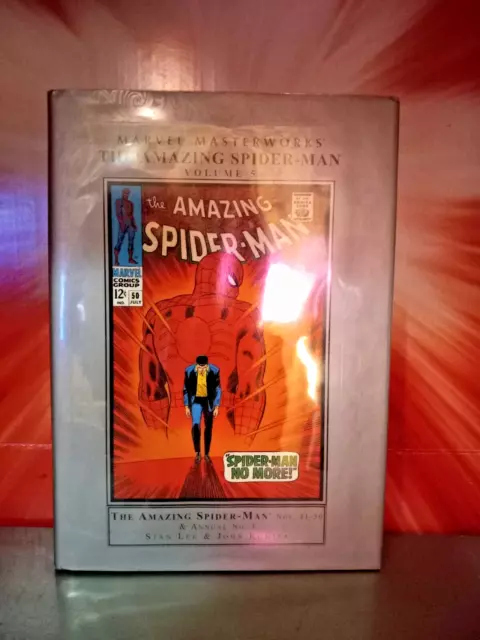 MARVEL MASTERWORKS
THE AMAZING SPIDER-MAN
VOLUME 5
the AMAZING
SPIDER-MAN
MARVEL
COMICS
GROUP
12¢
50
JULY
"SPIDER-MAN
NO MORE!"
THE AMAZING SPIDER-MAN NOS.
& ANNUAL NO.
STAN LEE & JOHN